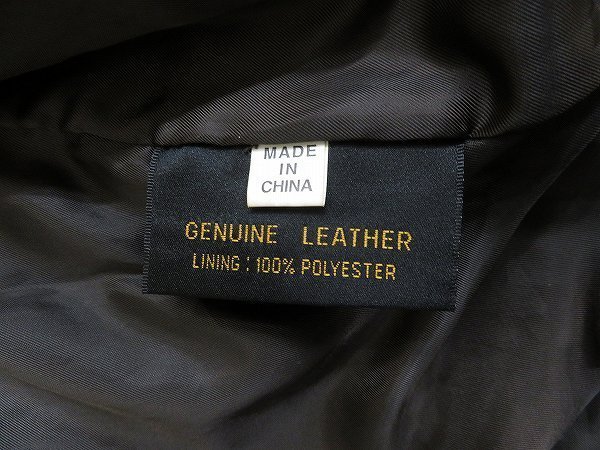 MADE
IN
CHINA
GENUINE LEATHER
LINING : 100% POLYESTER